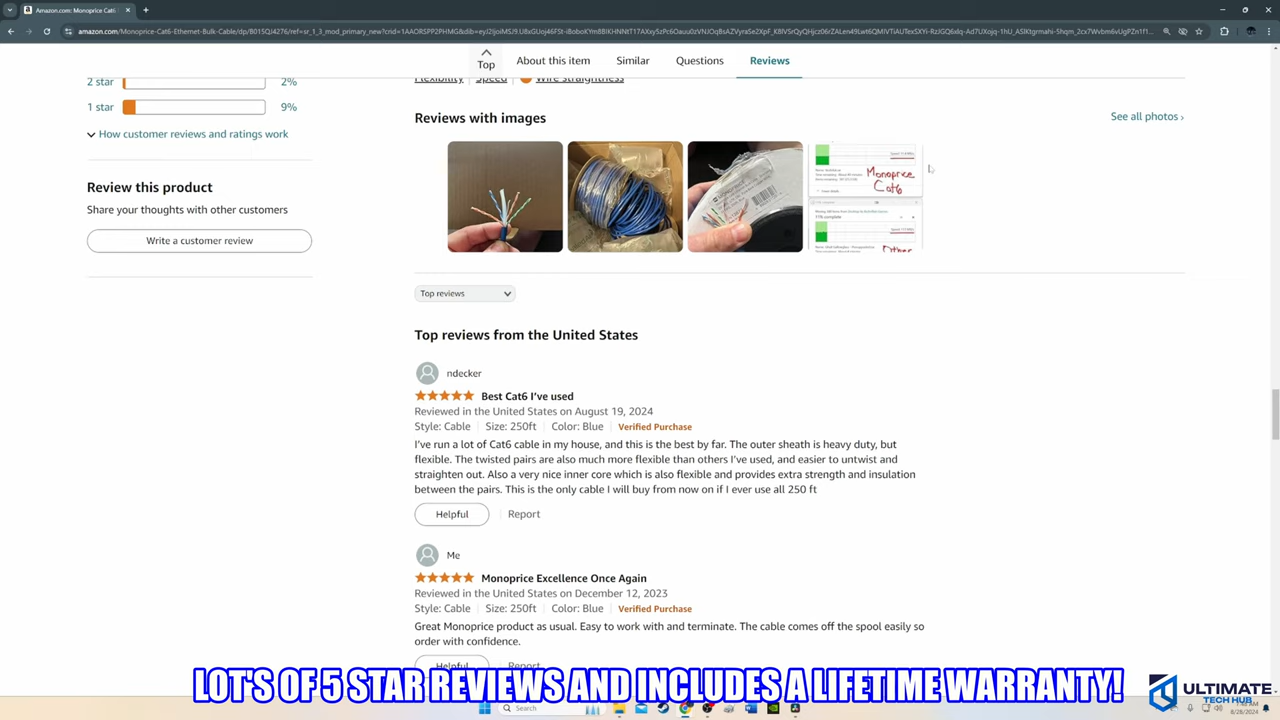 Amazon.com: Monoprice Cat6
Top
About this item
Similar
Questions
Reviews
Flexibility | Speed
Wire straightness
2 star
2%
1 star
9%
How customer reviews and ratings work
Review this product
Share your thoughts with other customers
Write a customer review
Reviews with images
See all photos ›
Monoprice
Cat6
Other
Top reviews
Top reviews from the United States
ndecker
Best Cat6 I've used
Reviewed in the United States on August 19, 2024
Style: Cable | Size: 250ft | Color: Blue | Verified Purchase
I've run a lot of Cat6 cable in my house, and this is the best by far. The outer sheath is heavy duty, but
flexible. The twisted pairs are also much more flexible than others I've used, and easier to untwist and
straighten out. Also a very nice inner core which is also flexible and provides extra strength and insulation
between the pairs. This is the only cable I will buy from now on if I ever use all 250 ft
Helpful
Report
Me
Monoprice Excellence Once Again
Reviewed in the United States on December 12, 2023
Style: Cable | Size: 250ft | Color: Blue | Verified Purchase
Great Monoprice product as usual. Easy to work with and terminate. The cable comes off the spool easily so
order with confidence.
Helpful
Report
LOT'S OF 5 STAR REVIEWS AND INCLUDES A LIFETIME WARRANTY!
ULTIMATE
TECH HUB
Search
8/28/2024